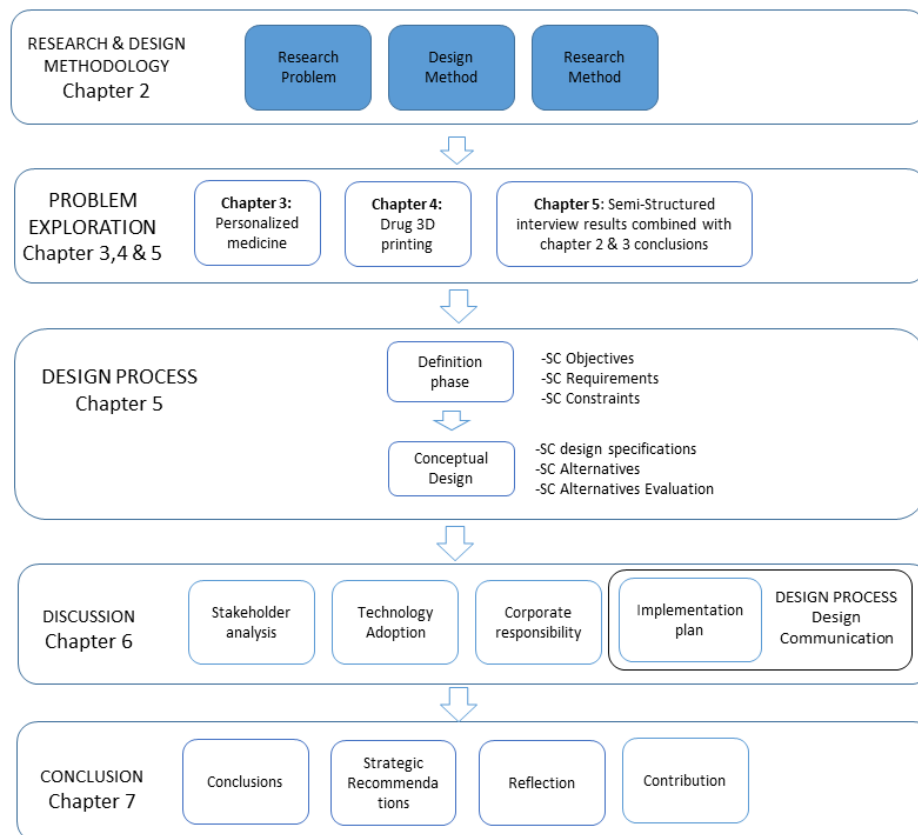 RESEARCH & DESIGN
METHODOLOGY
Chapter 2
Research
Problem
Design
Method
Research
Method
PROBLEM
EXPLORATION
Chapter 3,4 & 5
Chapter 3:
Personalized
medicine
Chapter 4:
Drug 3D
printing
Chapter 5: Semi-Structured
interview results combined with
chapter 2 & 3 conclusions
DESIGN PROCESS
Chapter 5
Definition
phase
-SC Objectives
-SC Requirements
-SC Constraints
Conceptual
Design
-SC design specifications
-SC Alternatives
-SC Alternatives Evaluation
DISCUSSION
Chapter 6
Stakeholder
analysis
Technology
Adoption
Corporate
responsibility
Implementation
plan
DESIGN PROCESS
Design
Communication
CONCLUSION
Chapter 7
Conclusions
Strategic
Recommenda
tions
Reflection
Contribution